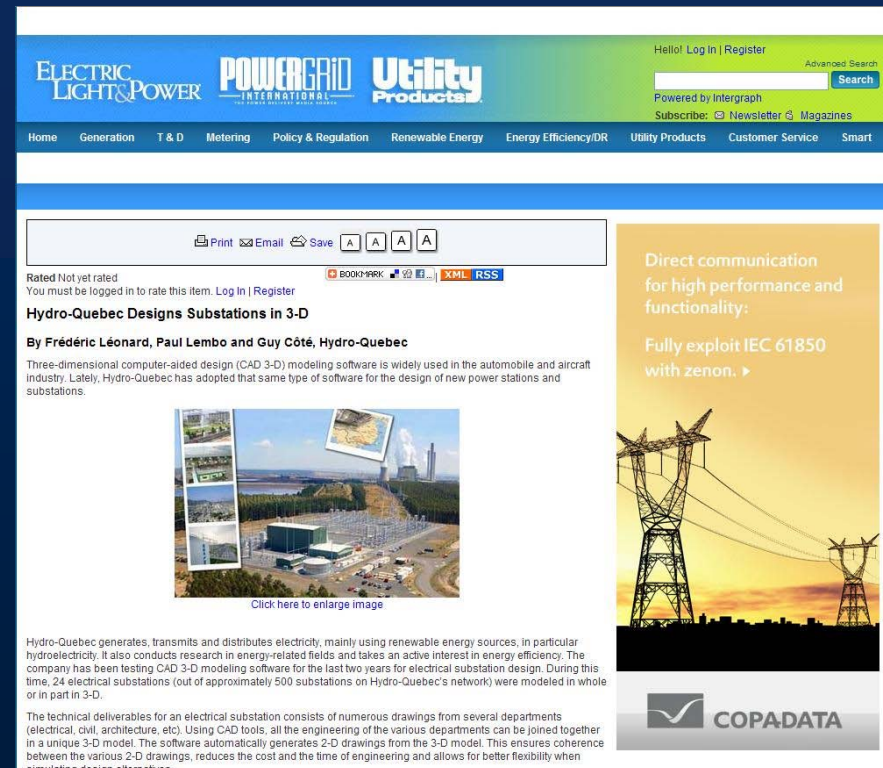 Hello! Log In | Register
Advanced Search
ELECTRIC
LIGHT&POWER
POWERGRID
INTERNATIONAL
THE POWER DELIVERY MEDIA SOURCE
Utility
Products
Search
Powered by Intergraph
Subscribe: Newsletter Magazines
Home Generation T & D Metering Policy & Regulation Renewable Energy Energy Efficiency/DR Utility Products Customer Service Smart
Print Email Save A A A A
BOOKMARK ... | XML RSS
Rated Not yet rated
You must be logged in to rate this item. Log In | Register
Hydro-Quebec Designs Substations in 3-D
By Frédéric Léonard, Paul Lembo and Guy Côté, Hydro-Quebec
Three-dimensional computer-aided design (CAD 3-D) modeling software is widely used in the automobile and aircraft
industry. Lately, Hydro-Quebec has adopted that same type of software for the design of new power stations and
substations.
Click here to enlarge image
Hydro-Quebec generates, transmits and distributes electricity, mainly using renewable energy sources, in particular
hydroelectricity. It also conducts research in energy-related fields and takes an active interest in energy efficiency. The
company has been testing CAD 3-D modeling software for the last two years for electrical substation design. During this
time, 24 electrical substations (out of approximately 500 substations on Hydro-Quebec's network) were modeled in whole
or in part in 3-D.
The technical deliverables for an electrical substation consists of numerous drawings from several departments
(electrical, civil, architecture, etc). Using CAD tools, all the engineering of the various departments can be joined together
in a unique 3-D model. The software automatically generates 2-D drawings from the 3-D model. This ensures coherence
between the various 2-D drawings, reduces the cost and the time of engineering and allows for better flexibility when
simulating design alternatives.
Direct communication
for high performance and
functionality:
Fully exploit IEC 61850
with zenon.
COPADATA